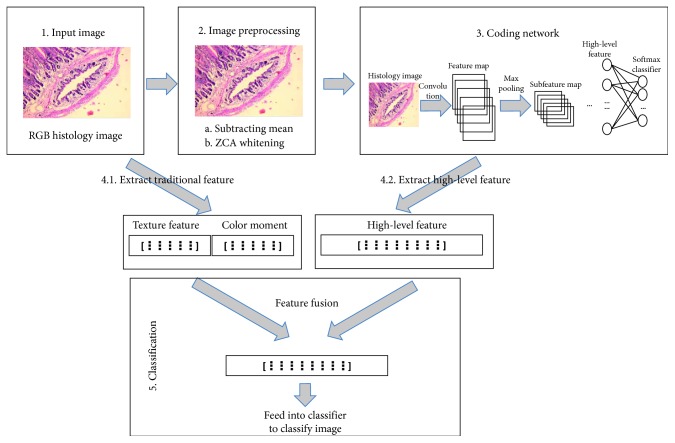 1. Input image
RGB histology image
2. Image preprocessing
a. Subtracting mean
b. ZCA whitening
3. Coding network
Histology image
Convolu
tion
Feature map
Max
pooling
Subfeature map
...
High-level
feature
... ...
Softmax
classifier
...
4.1. Extract traditional feature
4.2. Extract high-level feature
Texture feature
Color moment
High-level feature
5. Classification
Feature fusion
Feed into classifier
to classify image